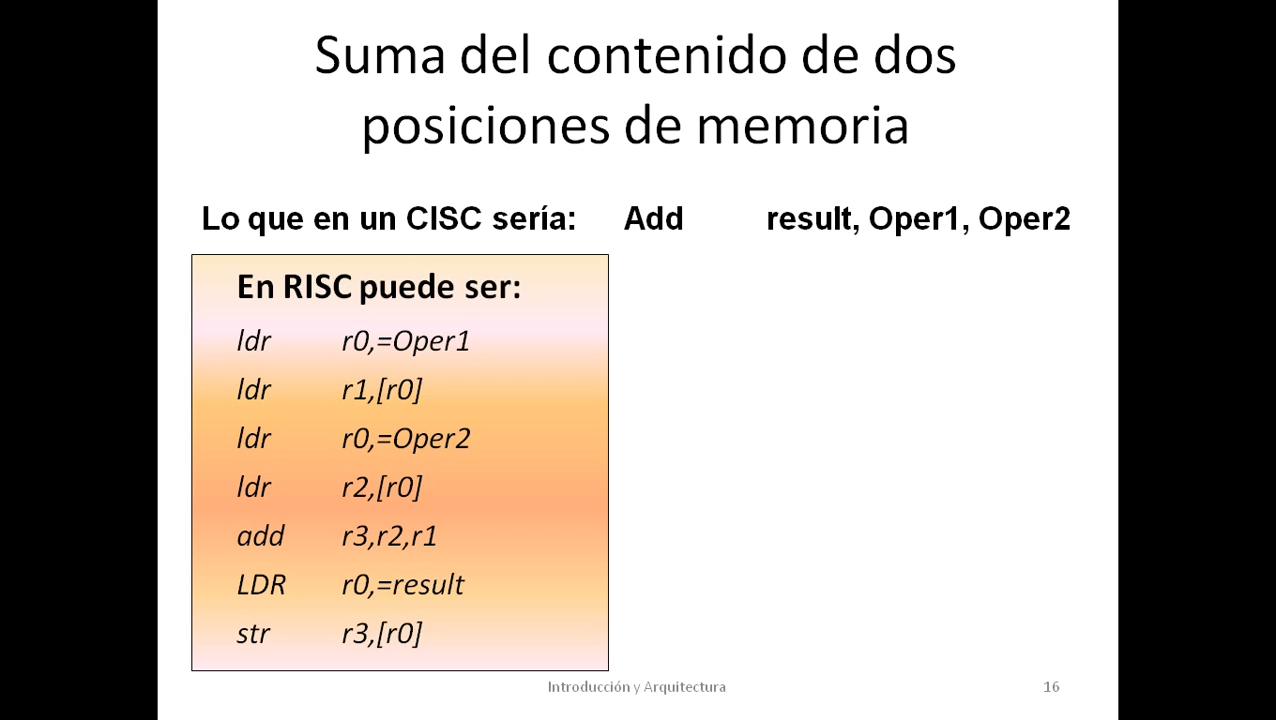 Suma del contenido de dos
posiciones de memoria
Lo que en un CISC sería: Add result, Oper1, Oper2
En RISC puede ser:
ldr r0,=Oper1
ldr r1,[r0]
ldr r0,=Oper2
ldr r2,[r0]
add r3,r2,r1
LDR r0,=result
str r3,[r0]
Introducción y Arquitectura 16